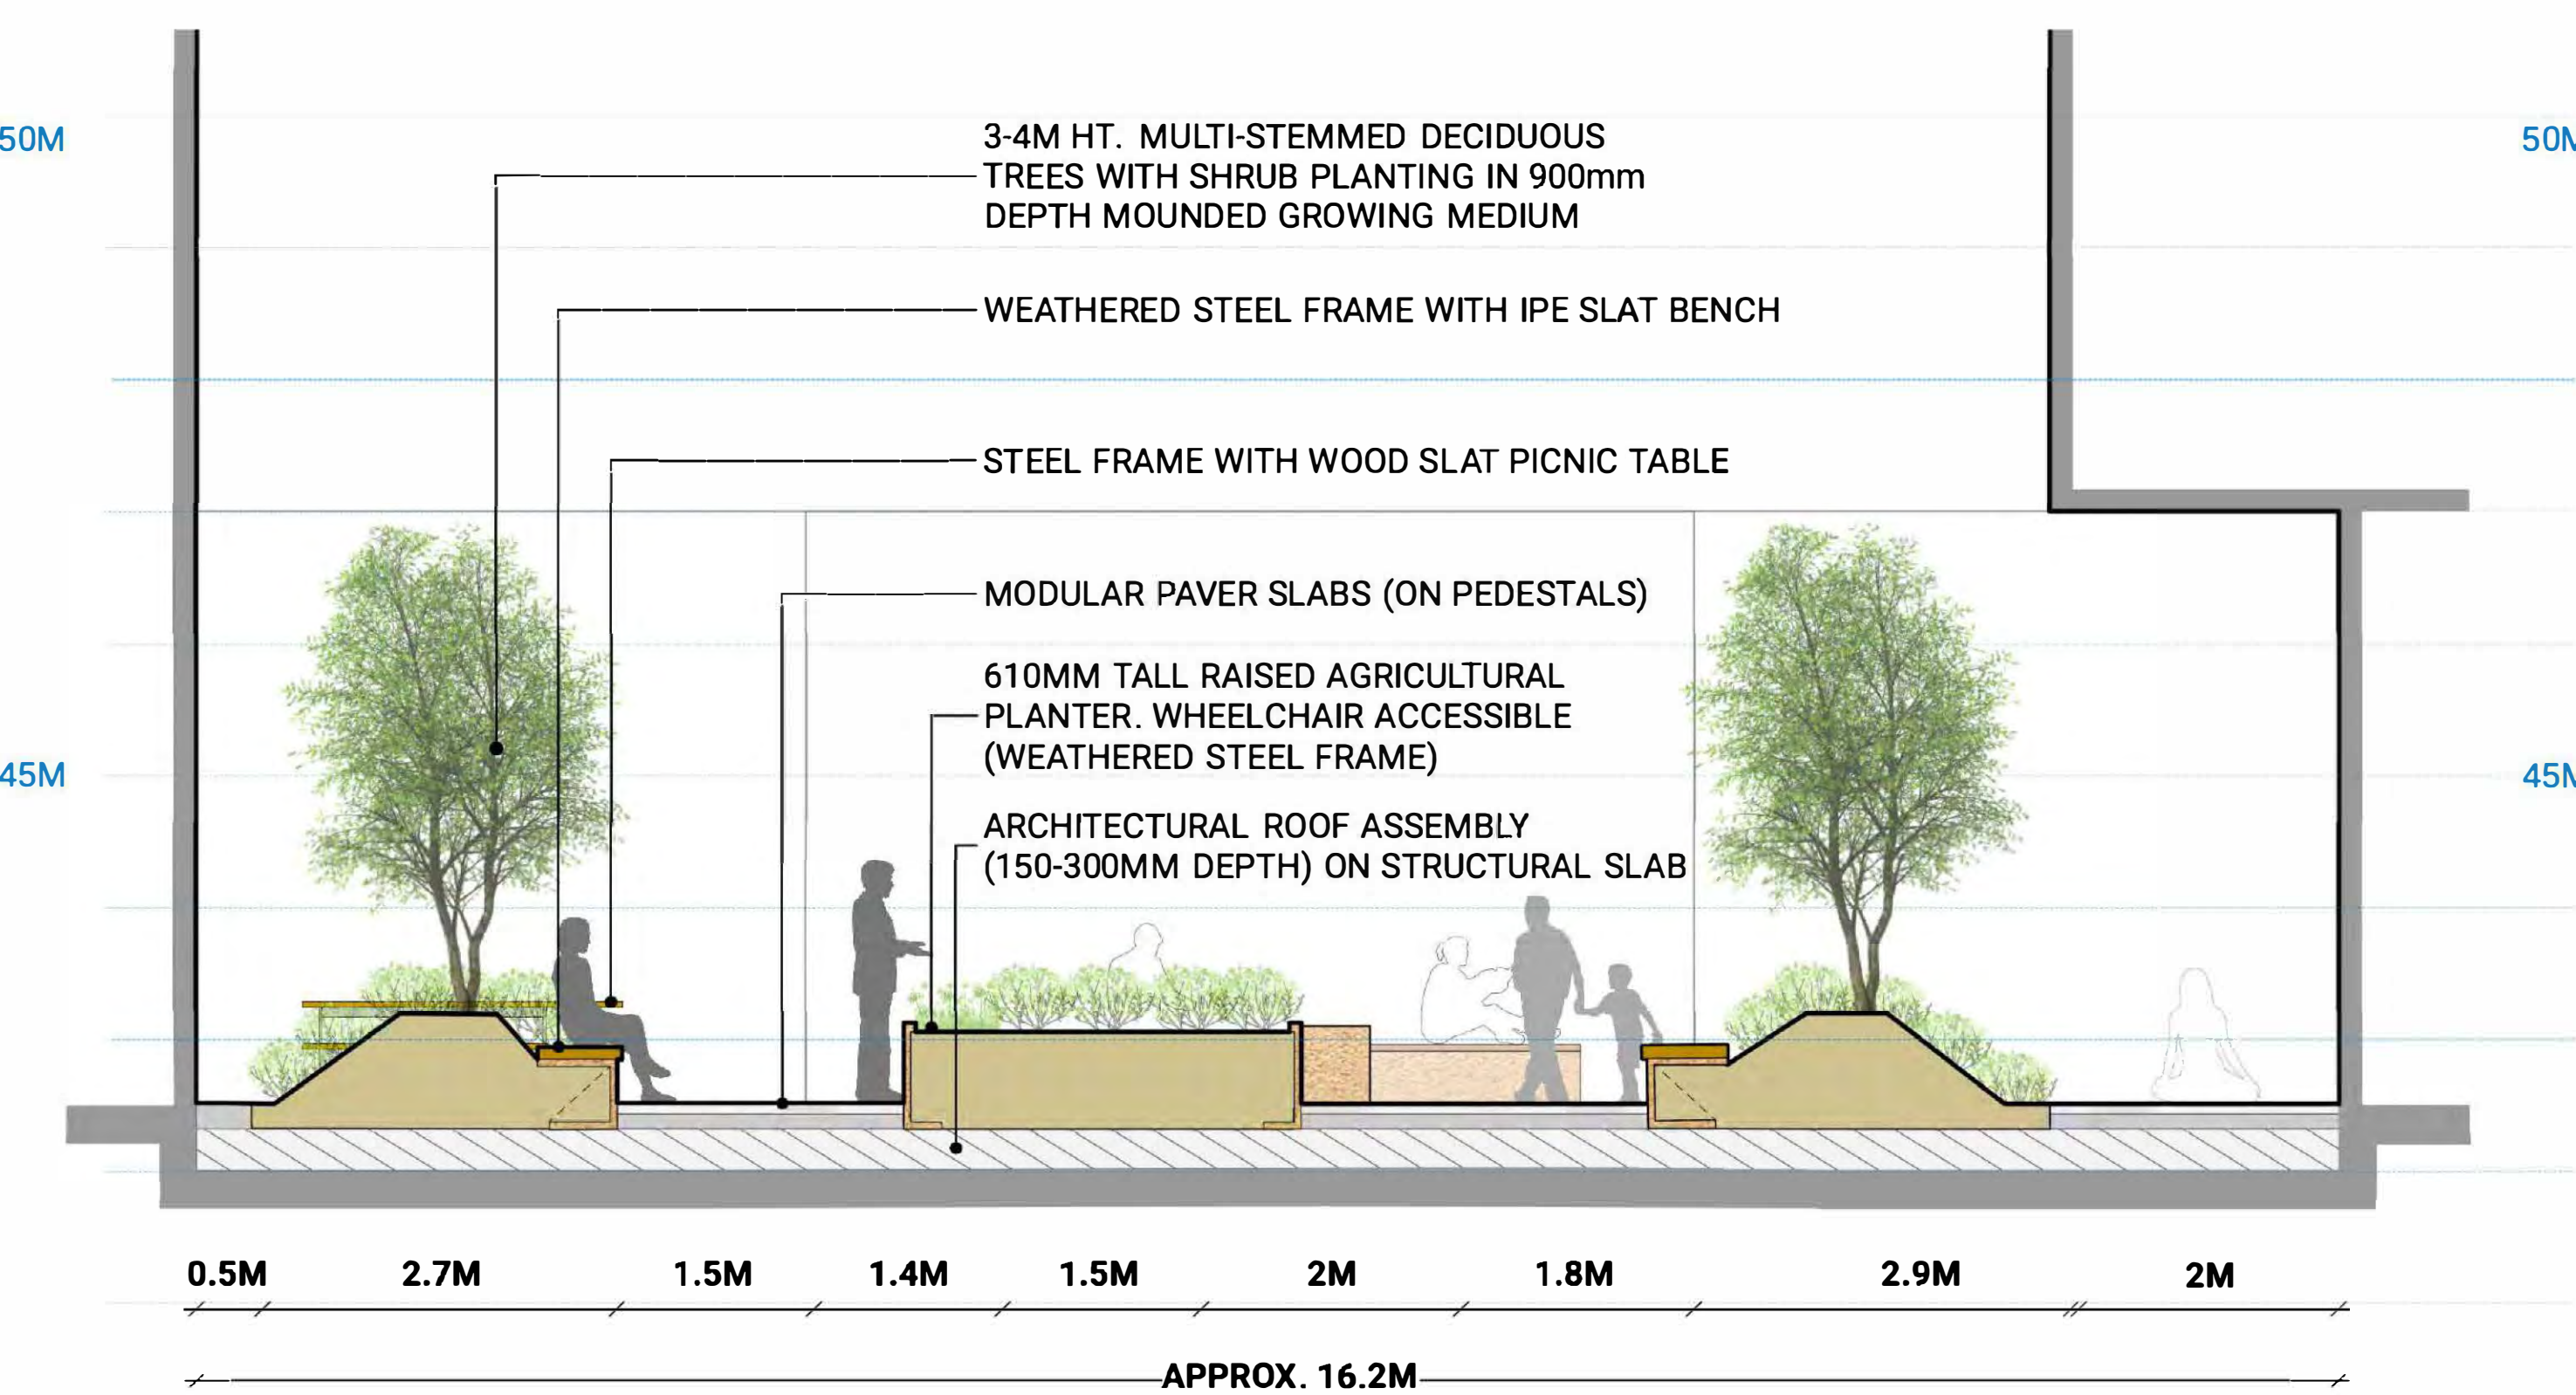 50M
50M
3-4M HT. MULTI-STEMMED DECIDUOUS
TREES WITH SHRUB PLANTING IN 900mm
DEPTH MOUNDED GROWING MEDIUM
WEATHERED STEEL FRAME WITH IPE SLAT BENCH
STEEL FRAME WITH WOOD SLAT PICNIC TABLE
MODULAR PAVER SLABS (ON PEDESTALS)
610MM TALL RAISED AGRICULTURAL
PLANTER. WHEELCHAIR ACCESSIBLE
(WEATHERED STEEL FRAME)
45M
45M
ARCHITECTURAL ROOF ASSEMBLY
(150-300MM DEPTH) ON STRUCTURAL SLAB
0.5M 2.7M 1.5M 1.4M 1.5M 2M 1.8M 2.9M 2M
APPROX. 16.2M